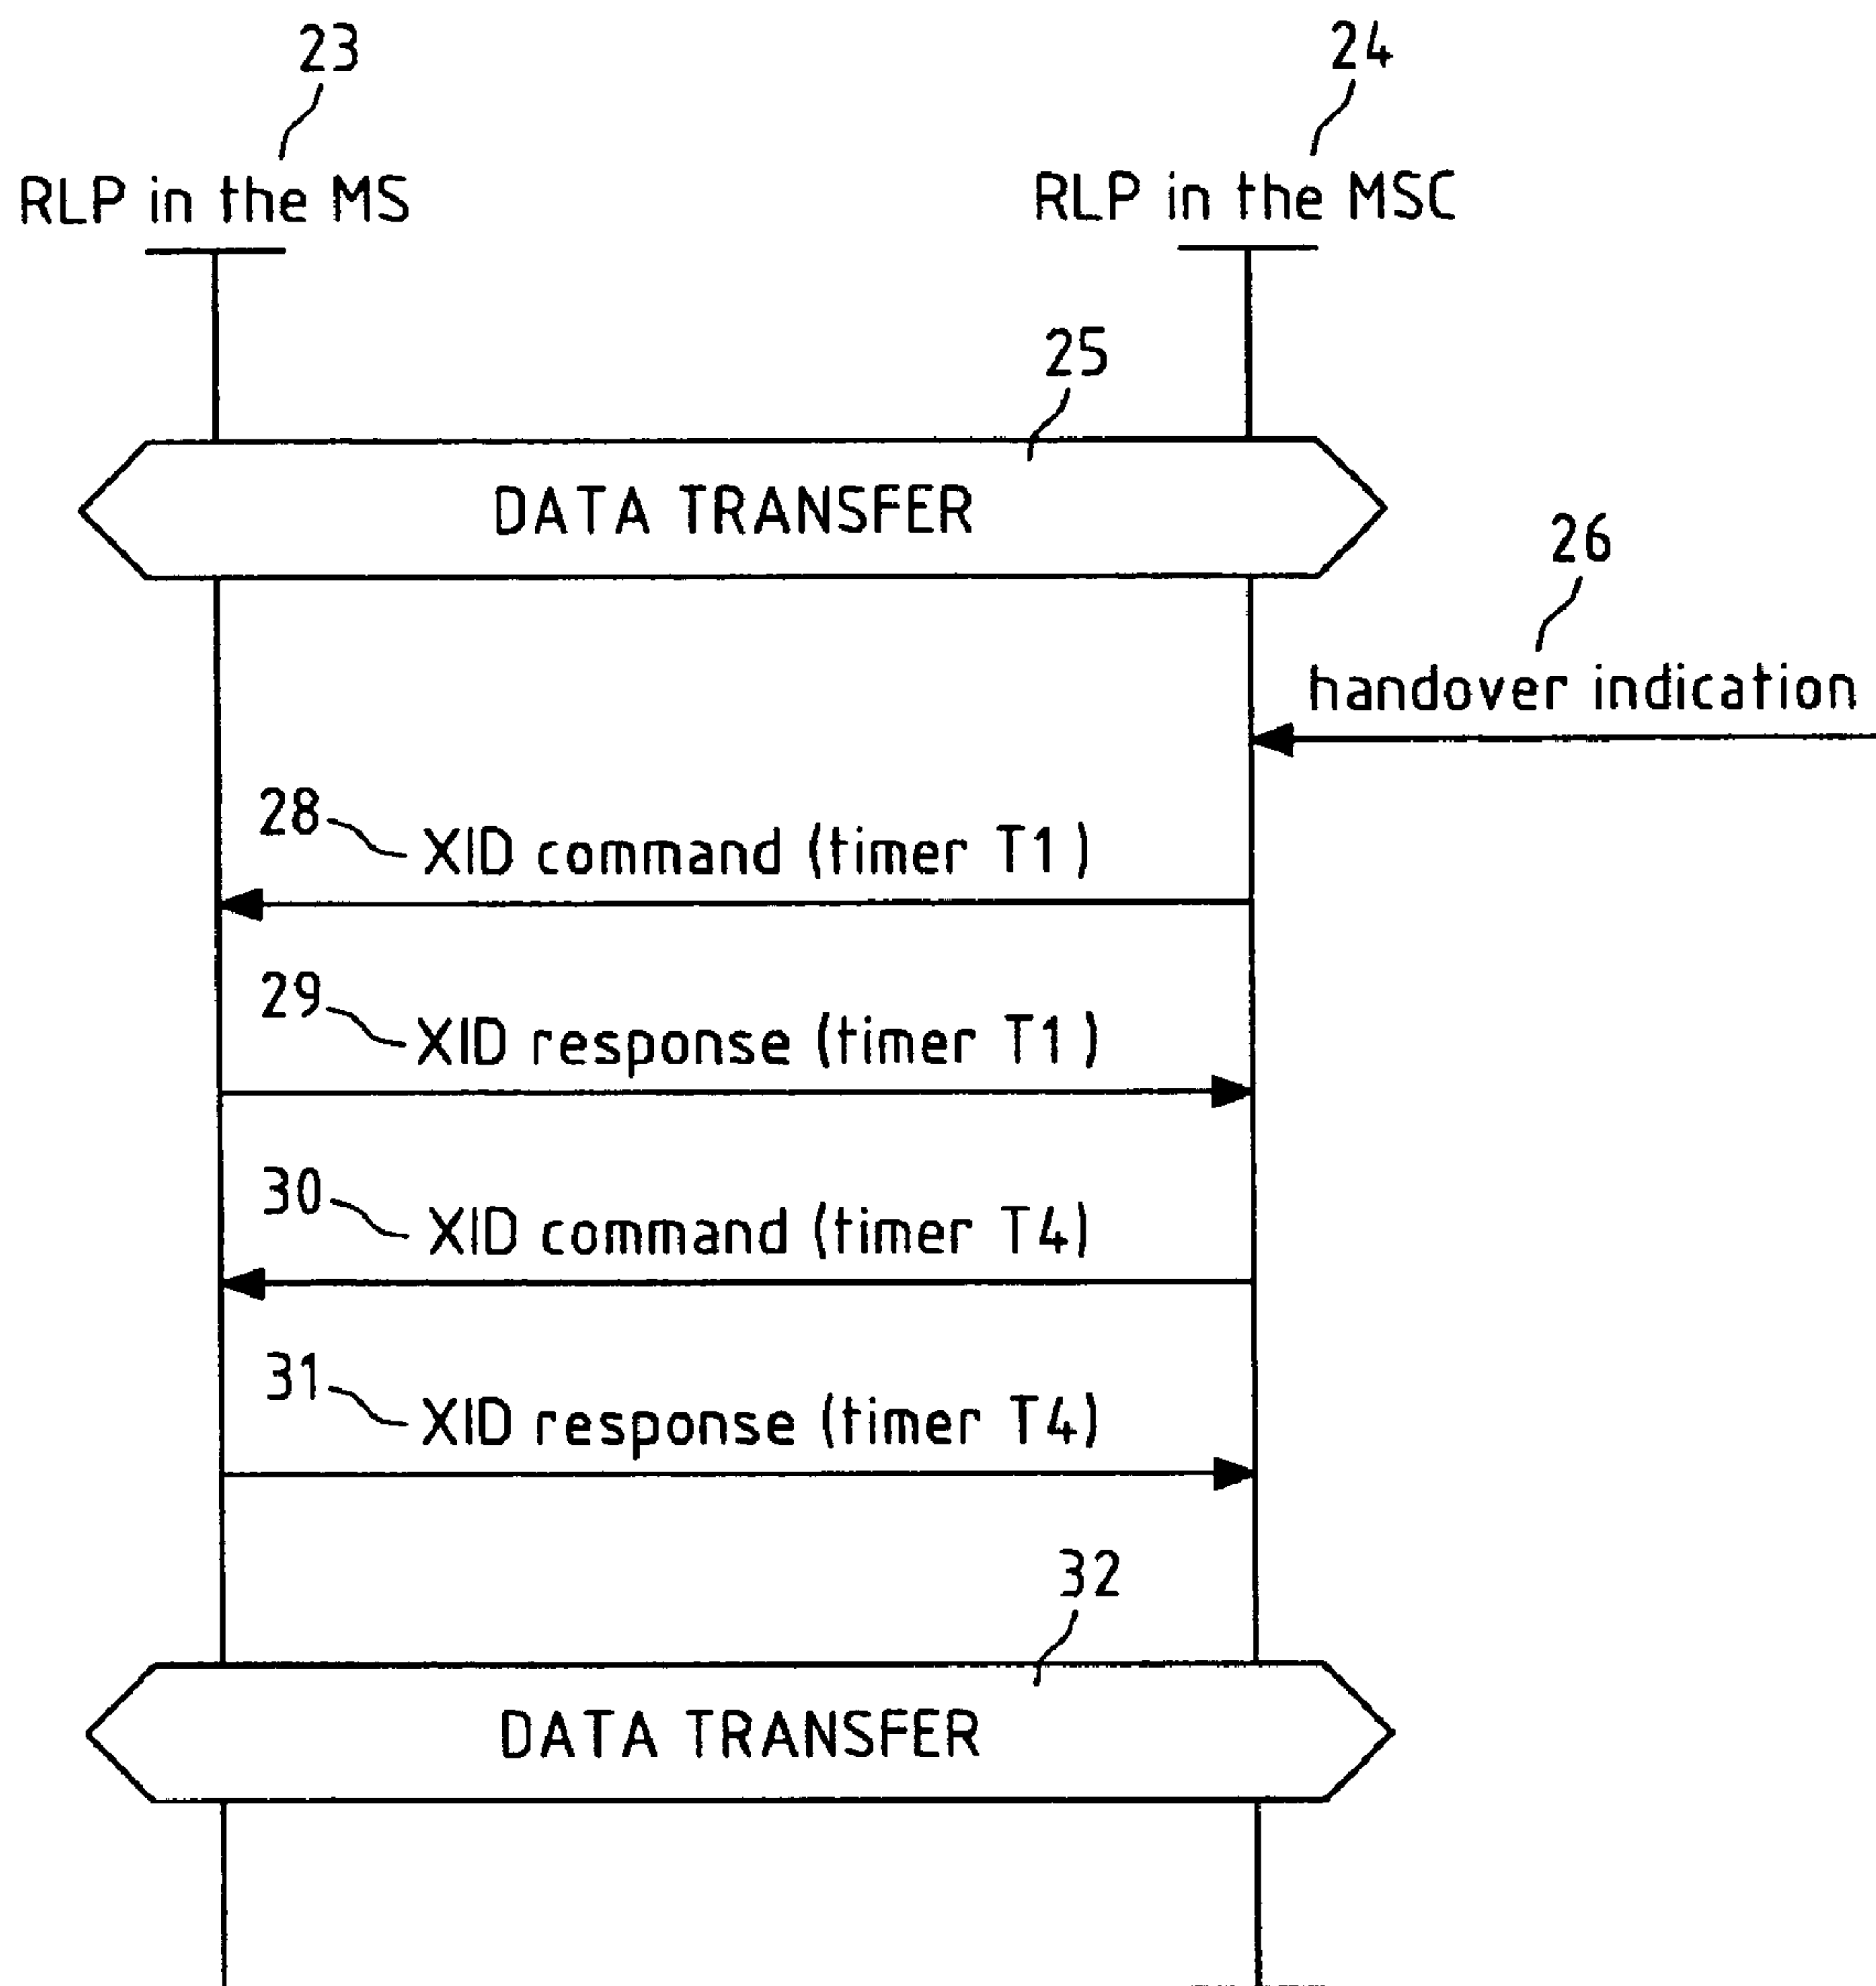 23
24
RLP in the MS
RLP in the MSC
25
DATA TRANSFER
26
handover indication
28
XID command (timer T1 )
29
XID response (timer T1 )
30
XID command (timer T4)
31
XID response (timer T4)
32
DATA TRANSFER